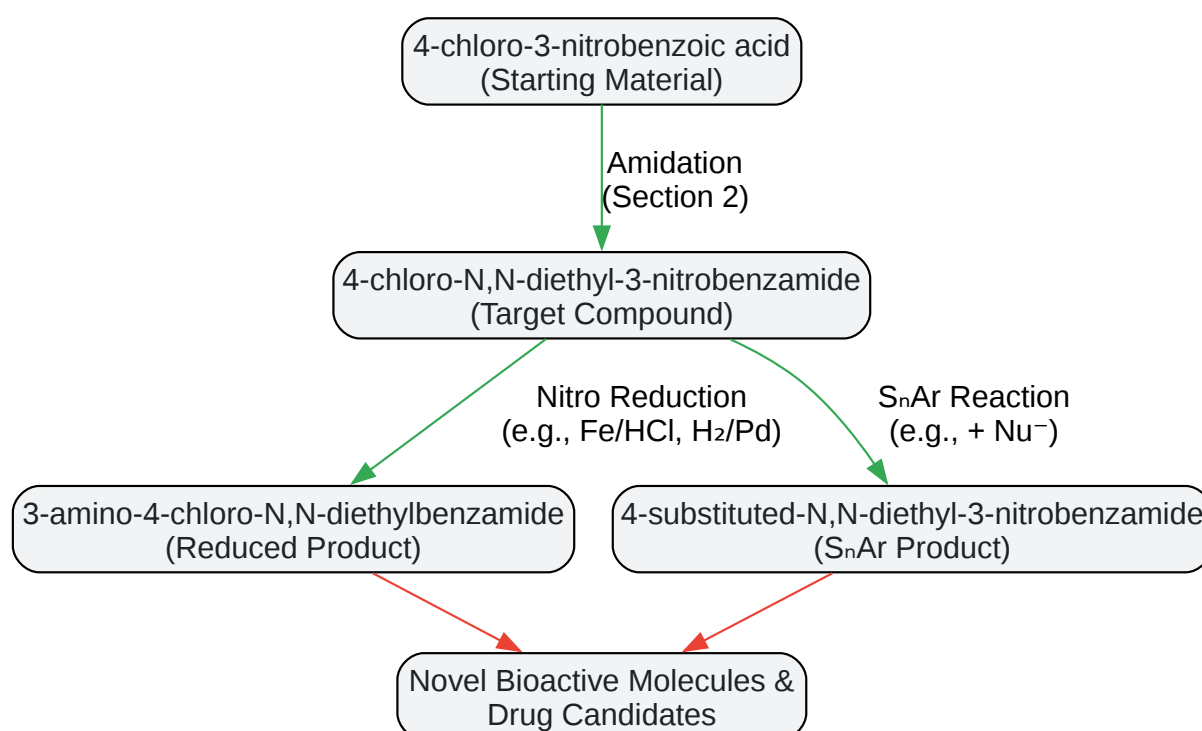 4-chloro-3-nitrobenzoic acid
(Starting Material)
Amidation
(Section 2)
4-chloro-N,N-diethyl-3-nitrobenzamide
(Target Compound)
Nitro Reduction
(e.g., Fe/HCl, H₂/Pd)
SₙAr Reaction
(e.g., + Nu⁻)
3-amino-4-chloro-N,N-diethylbenzamide
(Reduced Product)
4-substituted-N,N-diethyl-3-nitrobenzamide
(SₙAr Product)
Novel Bioactive Molecules &
Drug Candidates